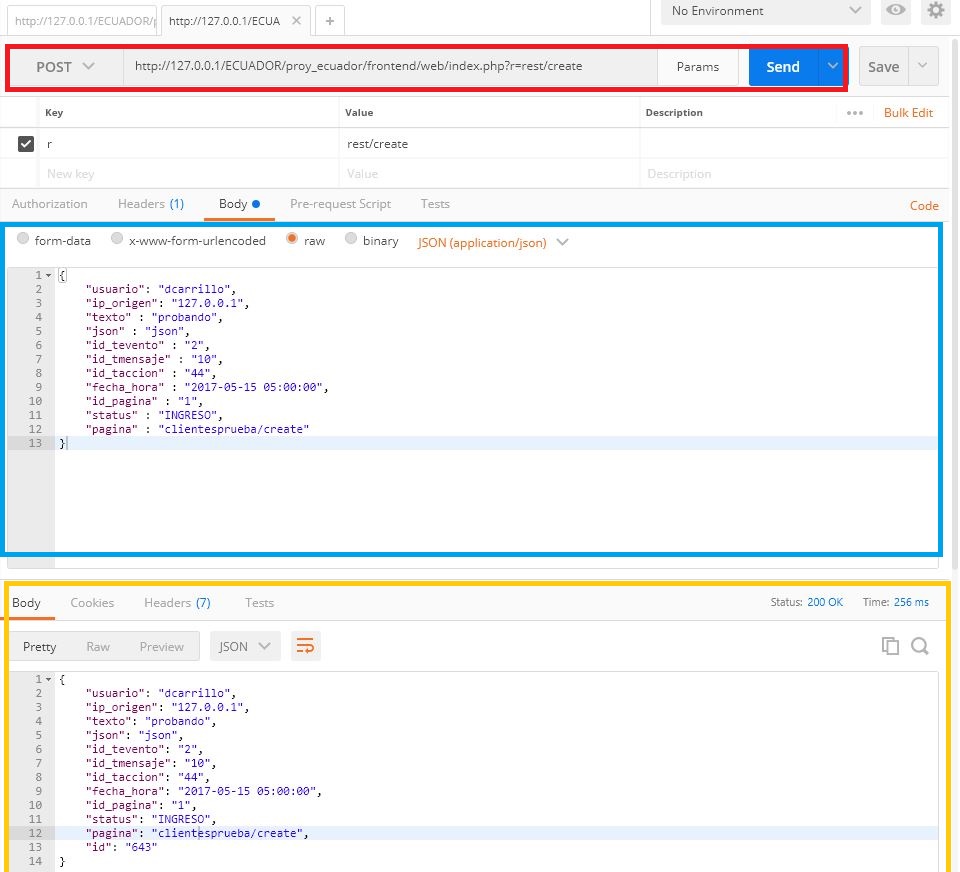 http://127.0.0.1/ECUADOR/p
http://127.0.0.1/ECUA
No Environment
POST
http://127.0.0.1/ECUADOR/proy_ecuador/frontend/web/index.php?r=rest/create
Params
Send
Save
Key Value Description Bulk Edit
r rest/create
New key Value Description
Authorization Headers (1) Body Pre-request Script Tests Code
form-data x-www-form-urlencoded raw binary JSON (application/json)
1 {
2 "usuario": "dcarrillo",
3 "ip_origen": "127.0.0.1",
4 "texto" : "probando",
5 "json" : "json",
6 "id_tevento" : "2",
7 "id_tmensaje" : "10",
8 "id_taccion" : "44",
9 "fecha_hora" : "2017-05-15 05:00:00",
10 "id_pagina" : "1",
11 "status" : "INGRESO",
12 "pagina" : "clientesprueba/create"
13 }
Body Cookies Headers (7) Tests Status: 200 OK Time: 256 ms
Pretty Raw Preview JSON
1 {
2 "usuario": "dcarrillo",
3 "ip_origen": "127.0.0.1",
4 "texto": "probando",
5 "json": "json",
6 "id_tevento": "2",
7 "id_tmensaje": "10",
8 "id_taccion": "44",
9 "fecha_hora": "2017-05-15 05:00:00",
10 "id_pagina": "1",
11 "status": "INGRESO",
12 "pagina": "clientesprueba/create",
13 "id": "643"
14 }